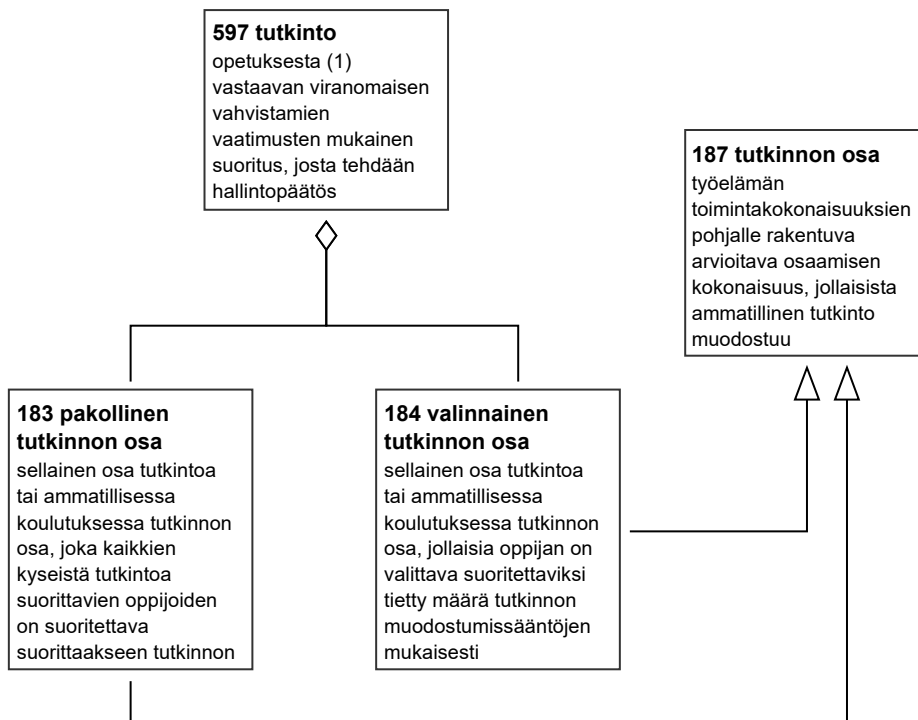 597 tutkinto
opetuksesta (1)
vastaavan viranomaisen
vahvistamien
vaatimusten mukainen
suoritus, josta tehdään
hallintopäätös
187 tutkinnon osa
työelämän
toimintakokonaisuuksien
pohjalle rakentuva
arvioitava osaamisen
kokonaisuus, jollaisista
ammatillinen tutkinto
muodostuu
183 pakollinen
tutkinnon osa
sellainen osa tutkintoa
tai ammatillisessa
koulutuksessa tutkinnon
osa, joka kaikkien
kyseistä tutkintoa
suorittavien oppijoiden
on suoritettava
suorittaakseen tutkinnon
184 valinnainen
tutkinnon osa
sellainen osa tutkintoa
tai ammatillisessa
koulutuksessa tutkinnon
osa, jollaisia oppijan on
valittava suoritettaviksi
tietty määrä tutkinnon
muodostumissääntöjen
mukaisesti